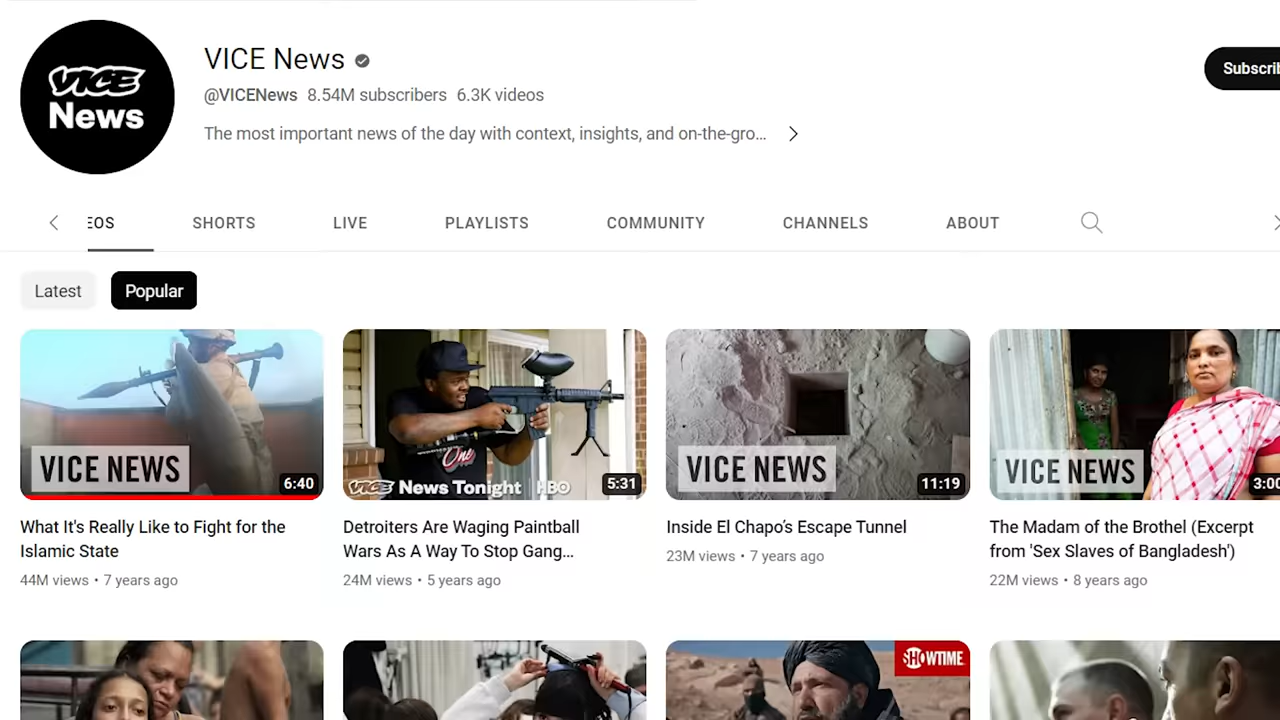 VICE
News
VICE News
@VICENews 8.54M subscribers 6.3K videos
The most important news of the day with context, insights, and on-the-gro...
Subscrib
EOS
SHORTS
LIVE
PLAYLISTS
COMMUNITY
CHANNELS
ABOUT
Latest
Popular
VICE NEWS
6:40
One
VICE News Tonight HBO
5:31
VICE NEWS
11:19
VICE NEWS
3:00
What It's Really Like to Fight for the
Islamic State
44M views • 7 years ago
Detroiters Are Waging Paintball
Wars As A Way To Stop Gang...
24M views • 5 years ago
Inside El Chapo’s Escape Tunnel
23M views • 7 years ago
The Madam of the Brothel (Excerpt
from 'Sex Slaves of Bangladesh')
22M views • 8 years ago
SHOWTIME